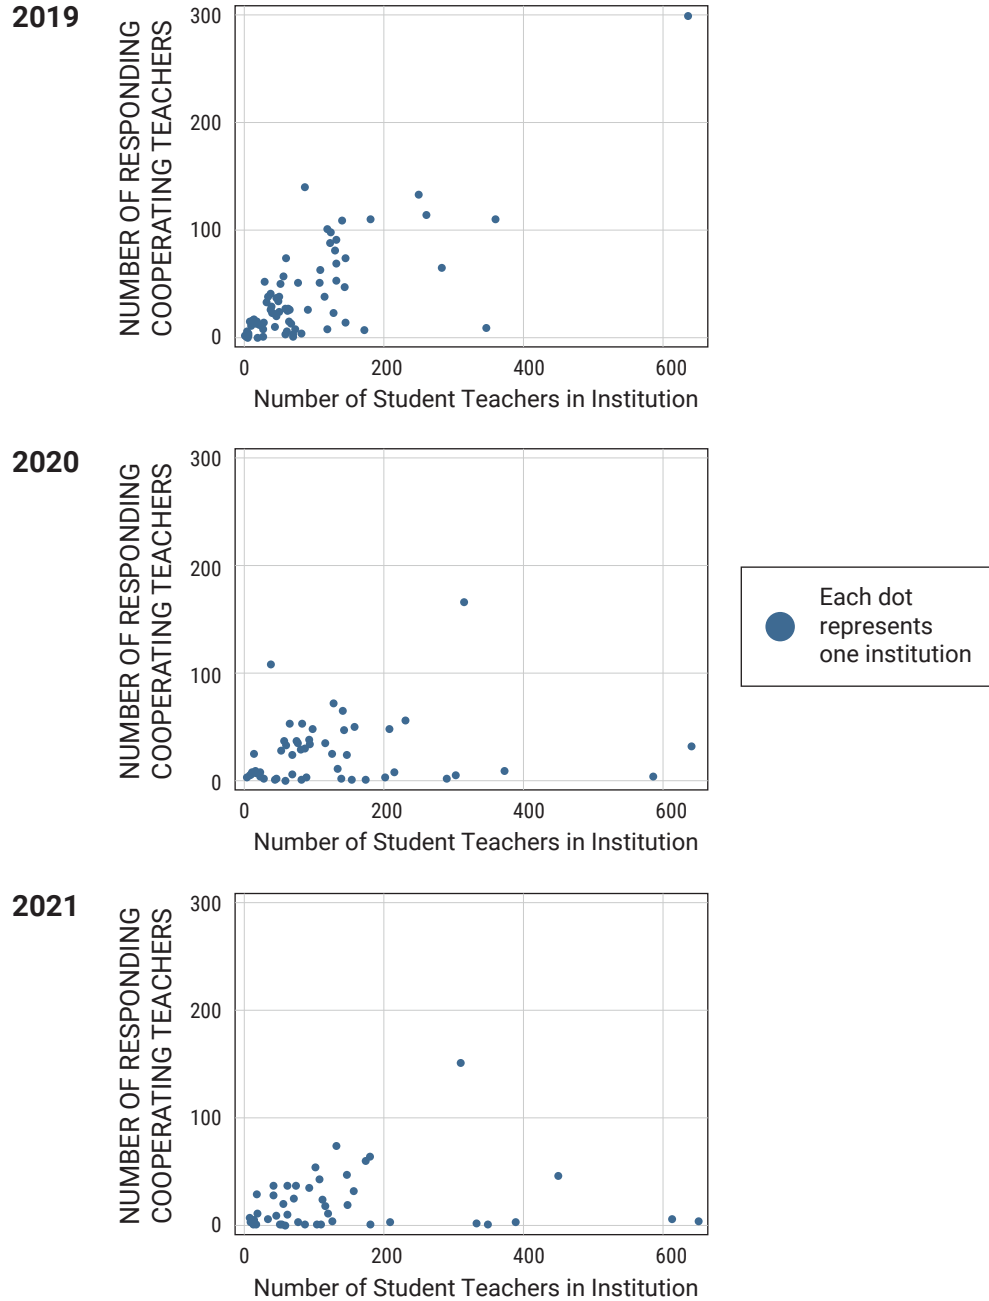 2019
NUMBER OF RESPONDING
COOPERATING TEACHERS
300
200
100
0
0 200 400 600
Number of Student Teachers in Institution
2020
NUMBER OF RESPONDING
COOPERATING TEACHERS
300
200
100
0
0 200 400 600
Number of Student Teachers in Institution
Each dot
represents
one institution
2021
NUMBER OF RESPONDING
COOPERATING TEACHERS
300
200
100
0
0 200 400 600
Number of Student Teachers in Institution